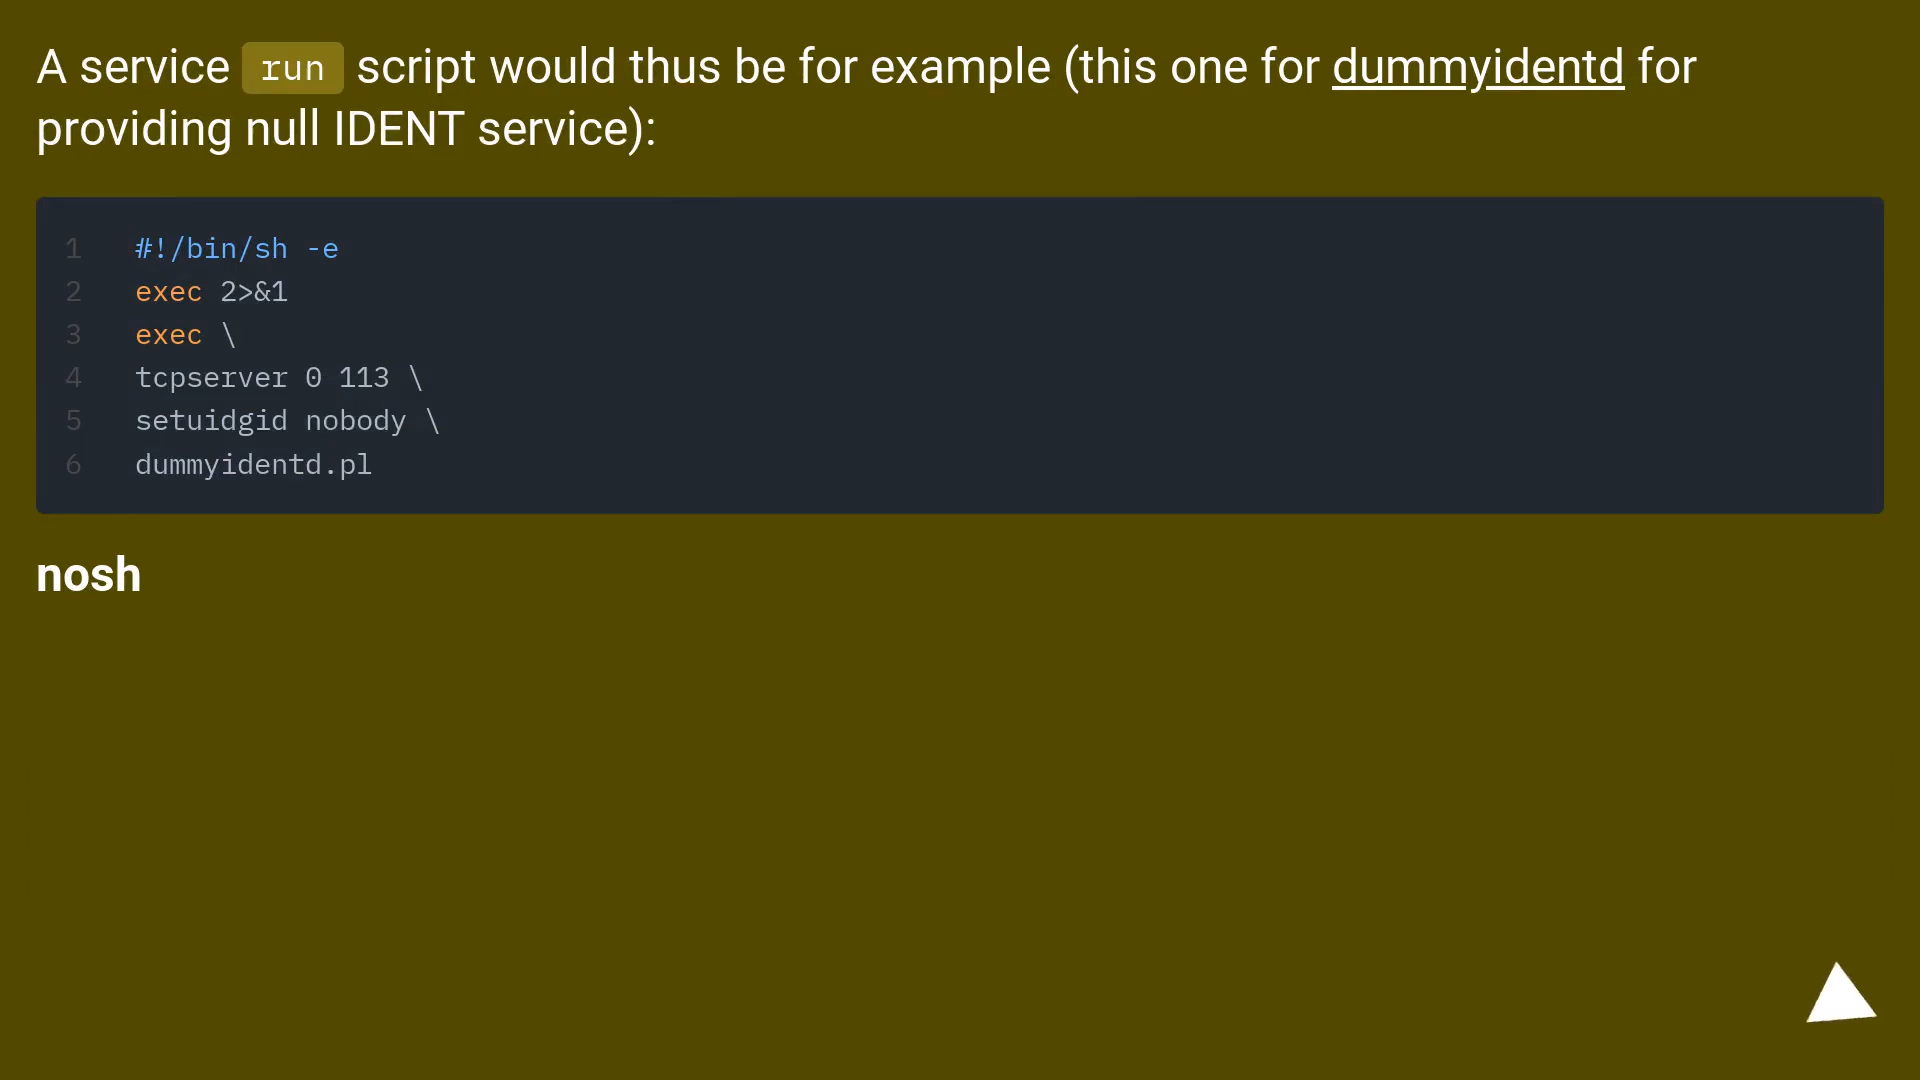 A service run script would thus be for example (this one for dummyidentd for
providing null IDENT service):
1 #!/bin/sh -e
2 exec 2>&1
3 exec \
4 tcpserver 0 113 \
5 setuidgid nobody \
6 dummyidentd.pl
nosh